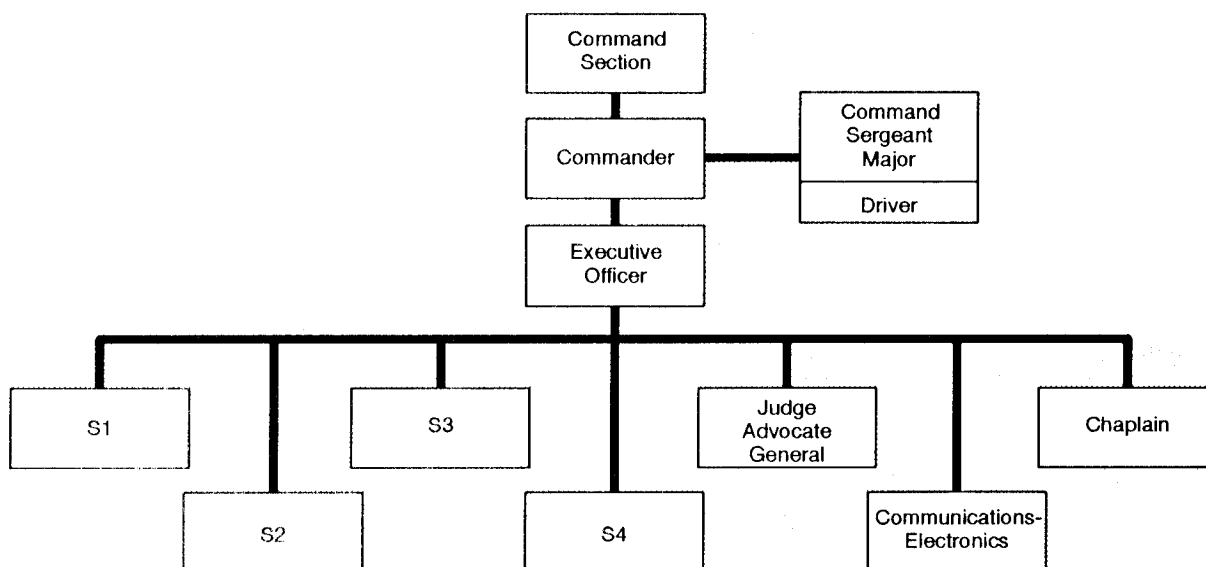 Command
Section
Commander
Command
Sergeant
Major
Driver
Executive
Officer
S1
S2
S3
S4
Judge
Advocate
General
Communications-
Electronics
Chaplain